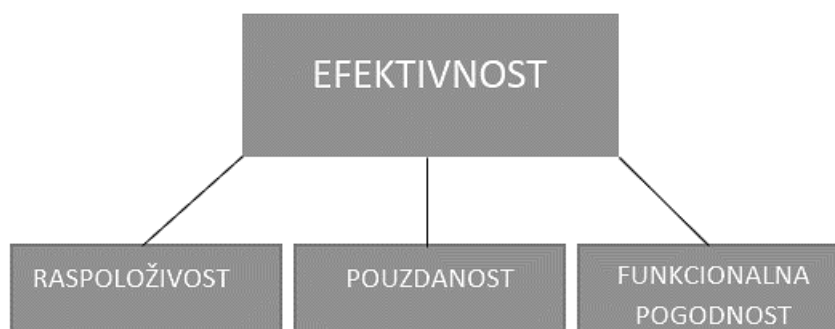 EFEKTIVNOST
RASPOLOŽIVOST
POUZDANOST
FUNKCIONALNA
POGODNOST